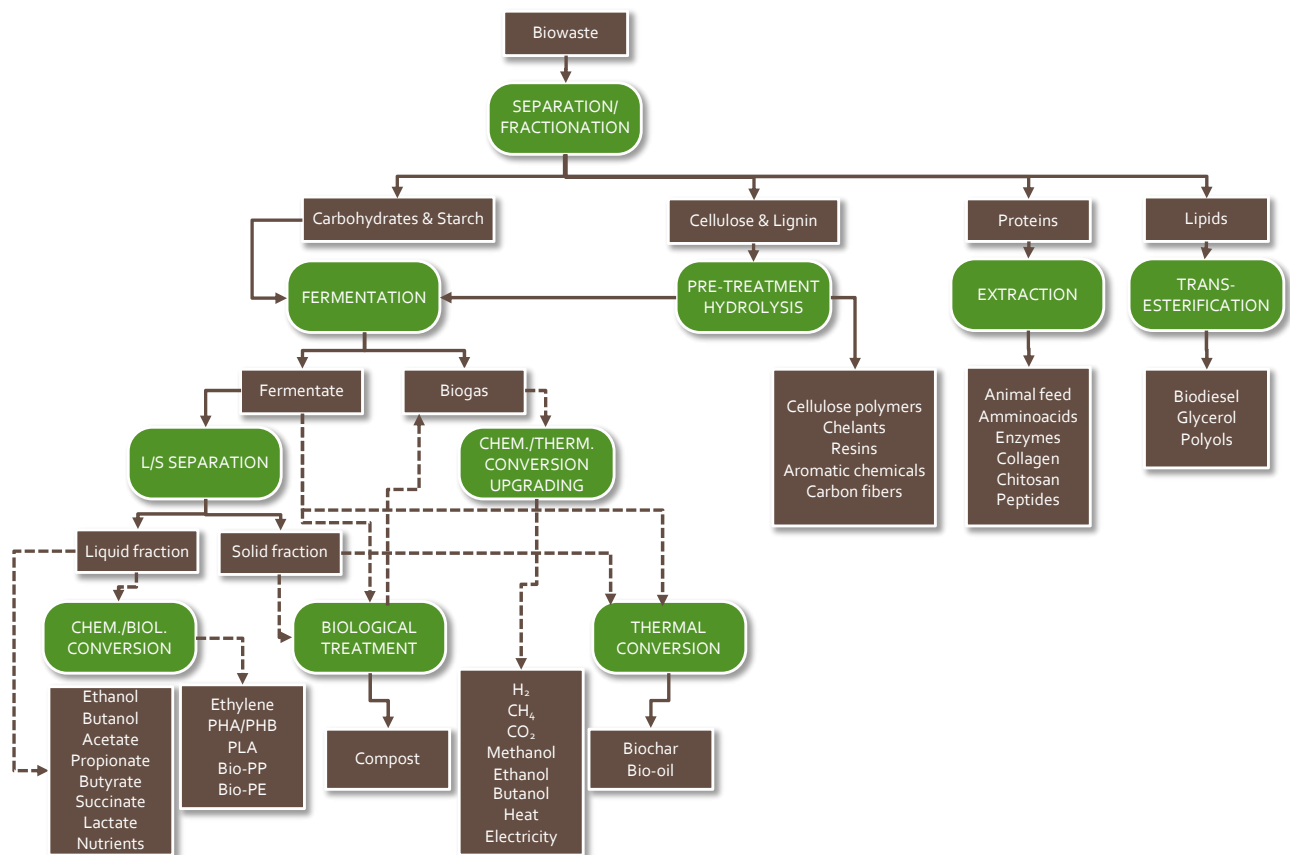 Biowaste
SEPARATION/
FRACTIONATION
Carbohydrates & Starch
Cellulose & Lignin
Proteins
Lipids
FERMENTATION
PRE-TREATMENT
HYDROLYSIS
EXTRACTION
TRANS-
ESTERIFICATION
Fermentate
Biogas
Cellulose polymers
Chelants
Resins
Aromatic chemicals
Carbon fibers
Animal feed
Amminoacids
Enzymes
Collagen
Chitosan
Peptides
Biodiesel
Glycerol
Polyols
L/S SEPARATION
CHEM./THERM.
CONVERSION
UPGRADING
Liquid fraction
Solid fraction
CHEM./BIOL.
CONVERSION
BIOLOGICAL
TREATMENT
THERMAL
CONVERSION
Ethanol
Butanol
Acetate
Propionate
Butyrate
Succinate
Lactate
Nutrients
Ethylene
PHA/PHB
PLA
Bio-PP
Bio-PE
Compost
H₂
CH₄
CO₂
Methanol
Ethanol
Butanol
Heat
Electricity
Biochar
Bio-oil